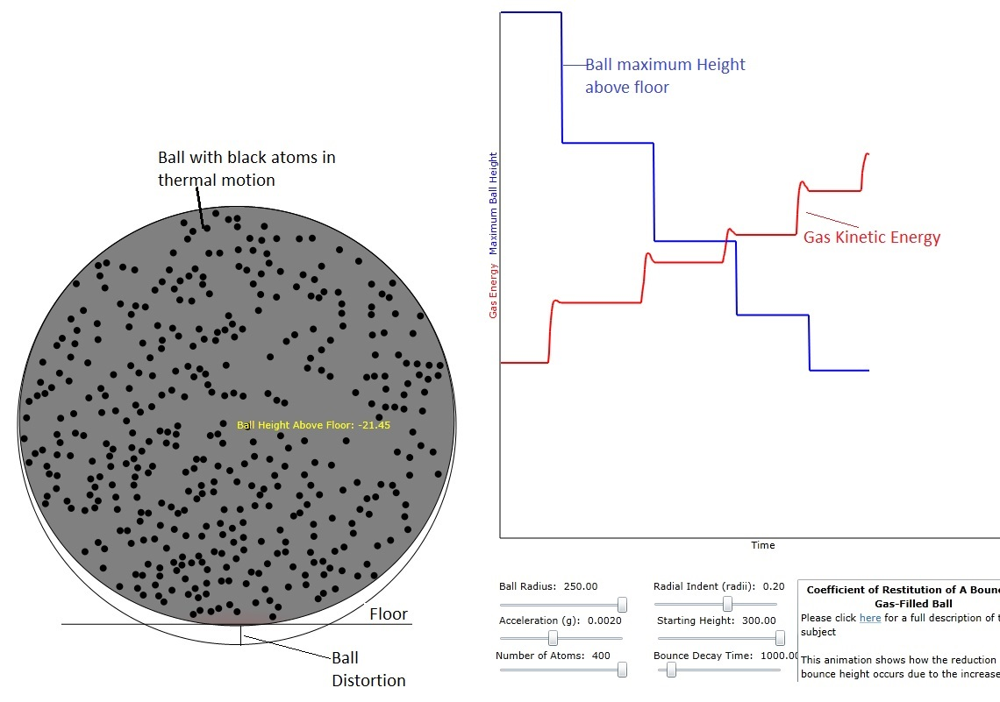 Ball with black atoms in
thermal motion
Ball Height Above Floor: -21.45
Floor
Ball
Distortion
Ball maximum Height
above floor
Gas Kinetic Energy
Gas Energy Maximum Ball Height
Time
Ball Radius: 250.00
Radial Indent (radii): 0.20
Acceleration (g): 0.0020
Starting Height: 300.00
Number of Atoms: 400
Bounce Decay Time: 1000.00
Coefficient of Restitution of A Boun
Gas-Filled Ball
Please click here for a full description of t
subject
This animation shows how the reduction
bounce height occurs due to the increase